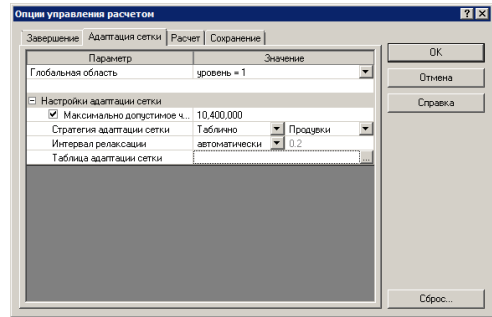 Опции управления расчетом
Завершение Адаптация сетки Расчет Сохранение
Параметр Значение
Глобальная область уровень = 1
Настройки адаптации сетки
Максимально допустимое ч... 10,400,000
Стратегия адаптации сетки Таблично Продувки
Интервал релаксации автоматически 0.2
Таблица адаптации сетки ...
OK
Отмена
Справка
Сброс...